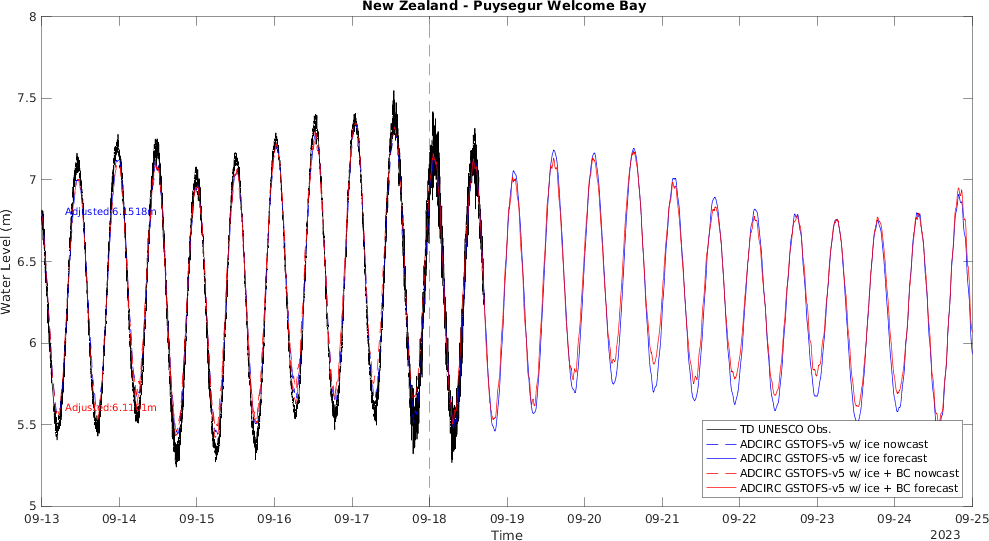 New Zealand - Puysegur Welcome Bay
Water Level (m)
8
7.5
7
6.5
6
5.5
5
Adjusted:6.1518m
TD UNESCO Obs.
ADCIRC GSTOFS-v5 w/ ice nowcast
ADCIRC GSTOFS-v5 w/ ice forecast
ADCIRC GSTOFS-v5 w/ ice + BC nowcast
ADCIRC GSTOFS-v5 w/ ice + BC forecast
09-13 09-14 09-15 09-16 09-17 09-18 09-19 09-20 09-21 09-22 09-23 09-24 09-25
Time
2023